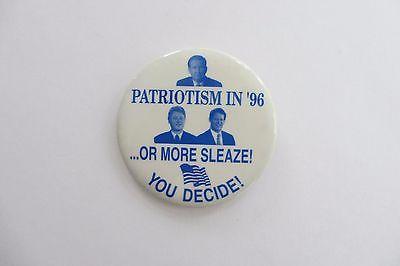 PATRIOTISM IN '96
...OR MORE SLEAZE!
YOU DECIDE!